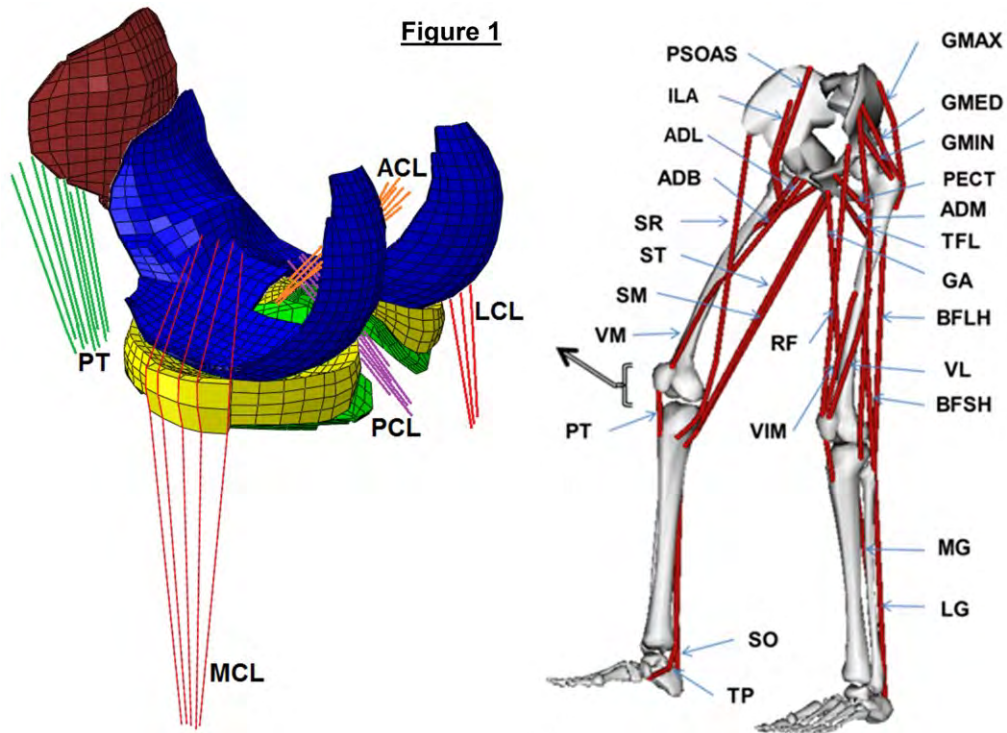 Figure 1
ACL
LCL
PT
PCL
MCL
PSOAS
ILA
ADL
ADB
SR
ST
SM
VM
RF
PT
VIM
SO
TP
GMAX
GMED
GMIN
PECT
ADM
TFL
GA
BFLH
VL
BFSH
MG
LG